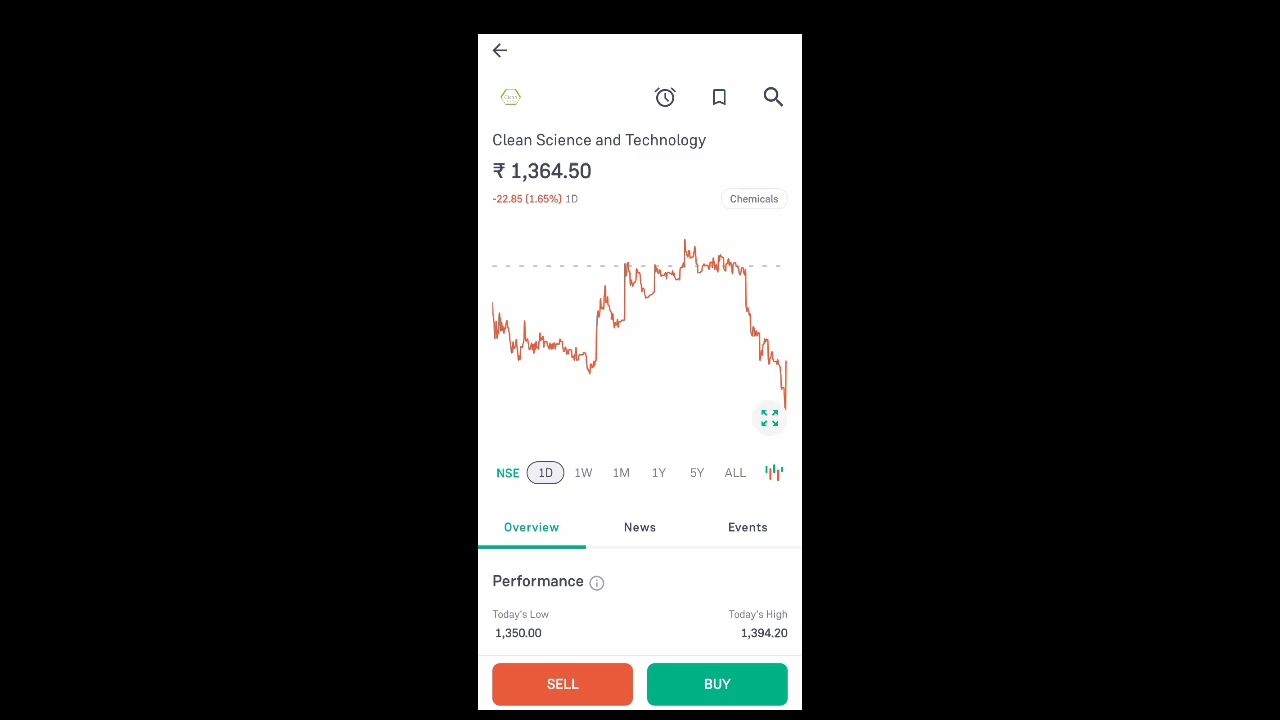 Clean
Clean Science and Technology
₹ 1,364.50
-22.85 (1.65%) 1D
Chemicals
NSE 1D 1W 1M 1Y 5Y ALL
Overview News Events
Performance
Today's Low Today's High
1,350.00 1,394.20
SELL BUY